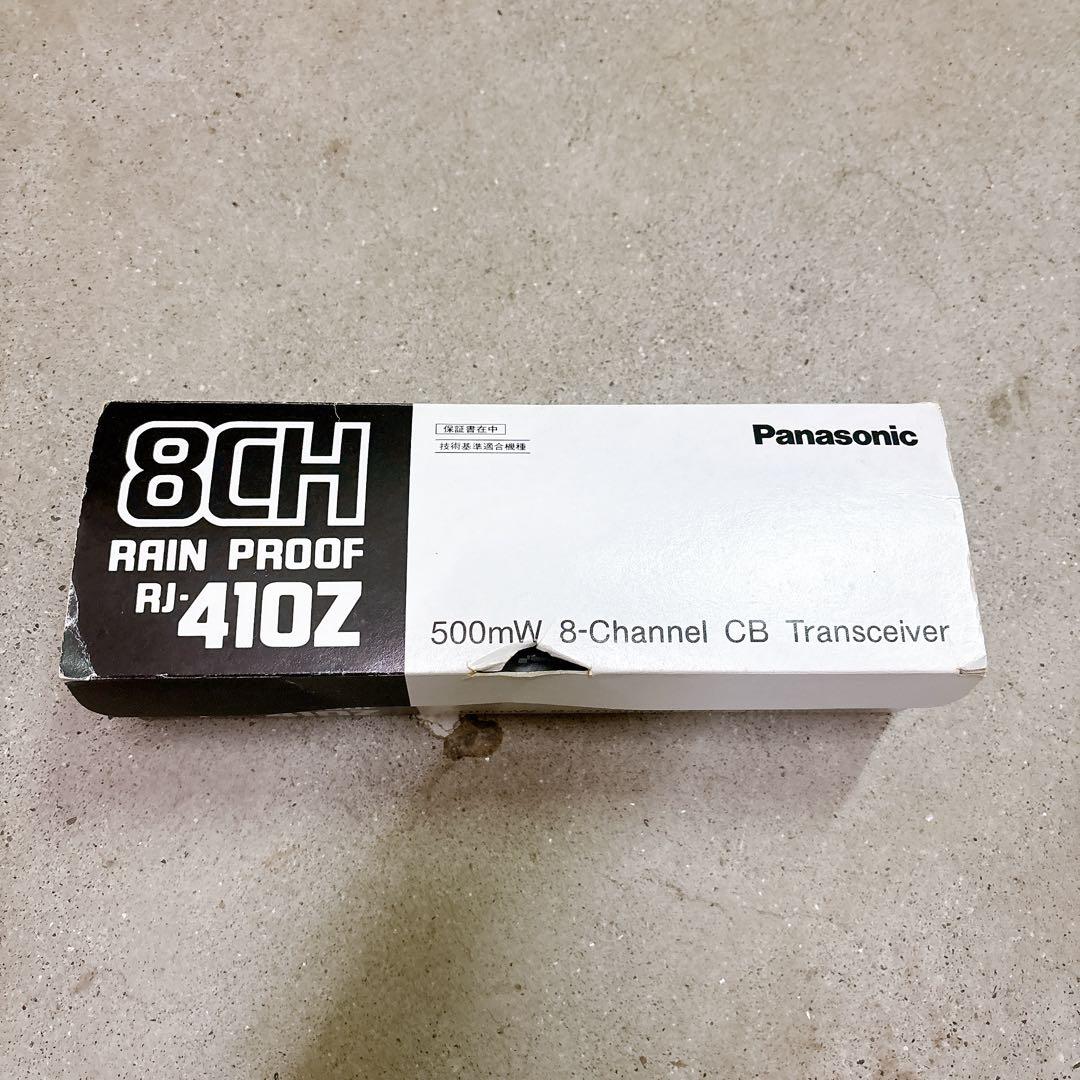 8CH
RAIN PROOF
RJ-410Z
保証書在中
技術基準適合機種
Panasonic
500mW 8-Channel CB Transceiver